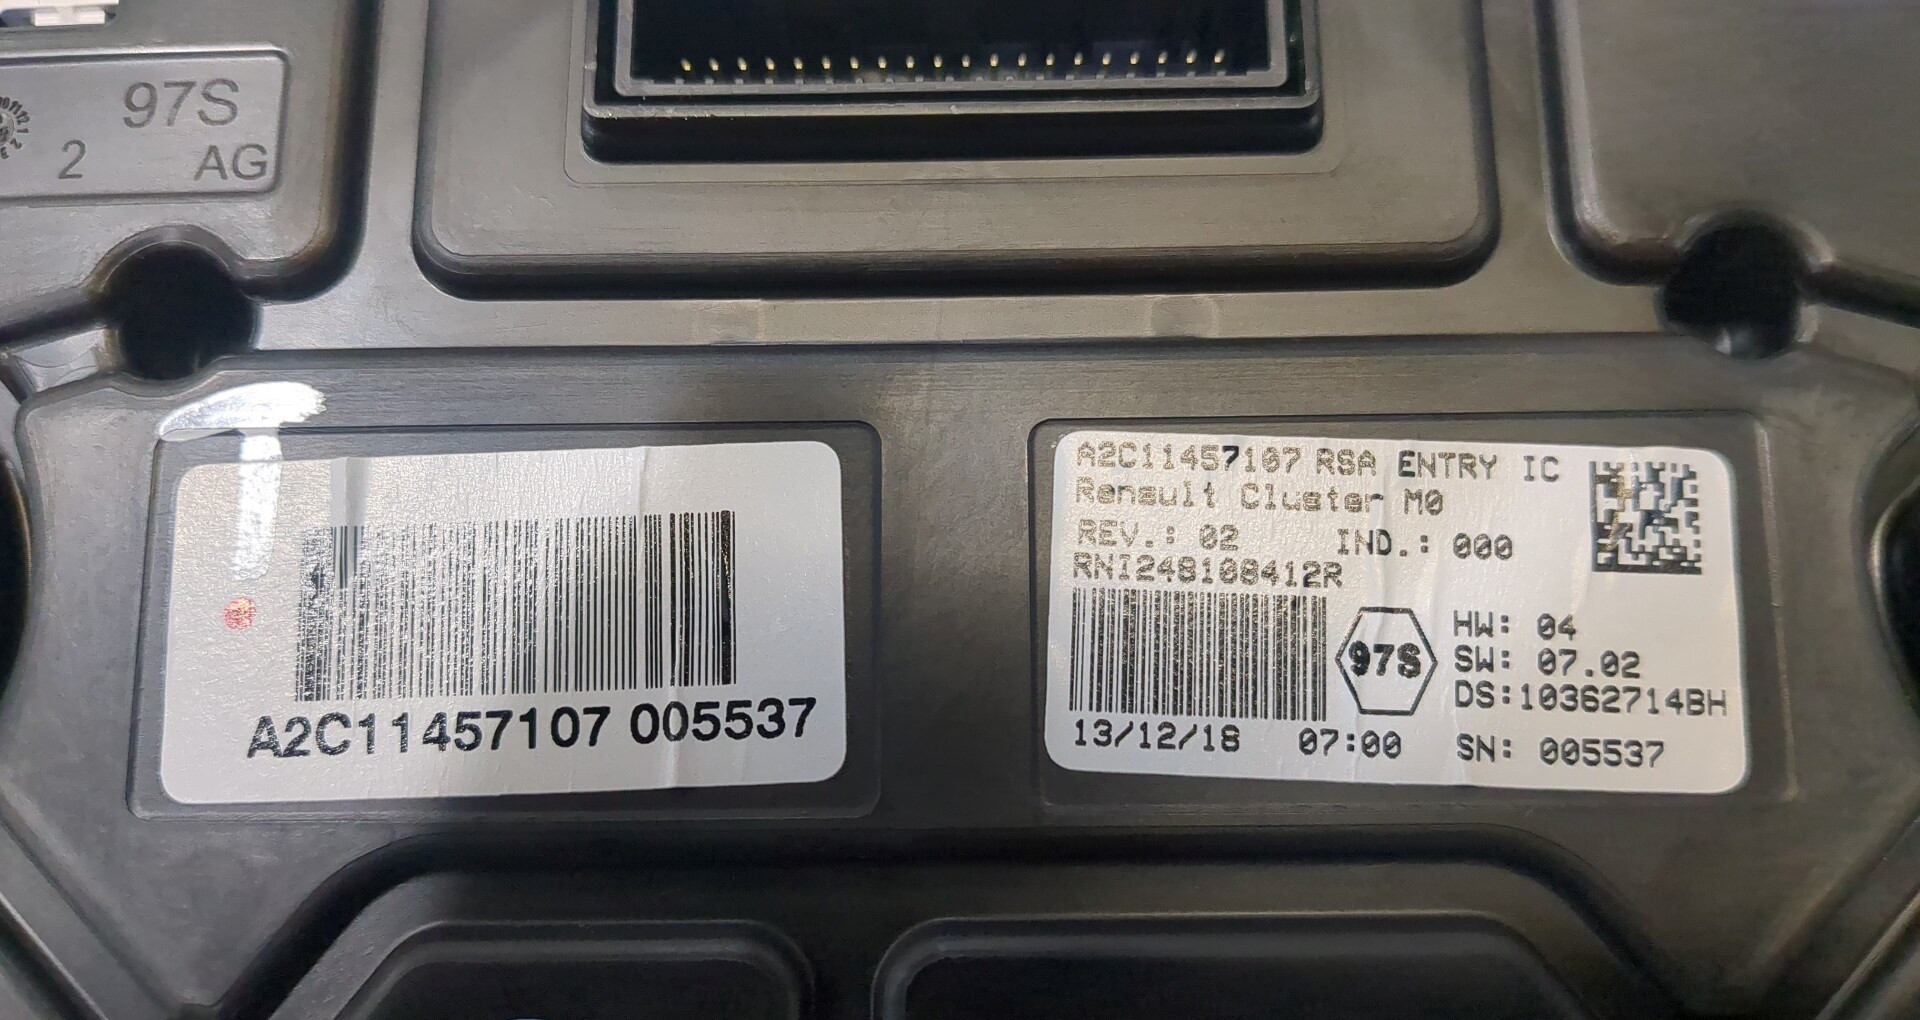 97S
2 AG
A2C11457107 005537
A2C11457107 RSA ENTRY IC
Renault Cluster M0
REV.: 02 IND.: 000
RNI248108412R
97S
HW: 04
SW: 07.02
DS:10362714BH
13/12/18 07:00 SN: 005537